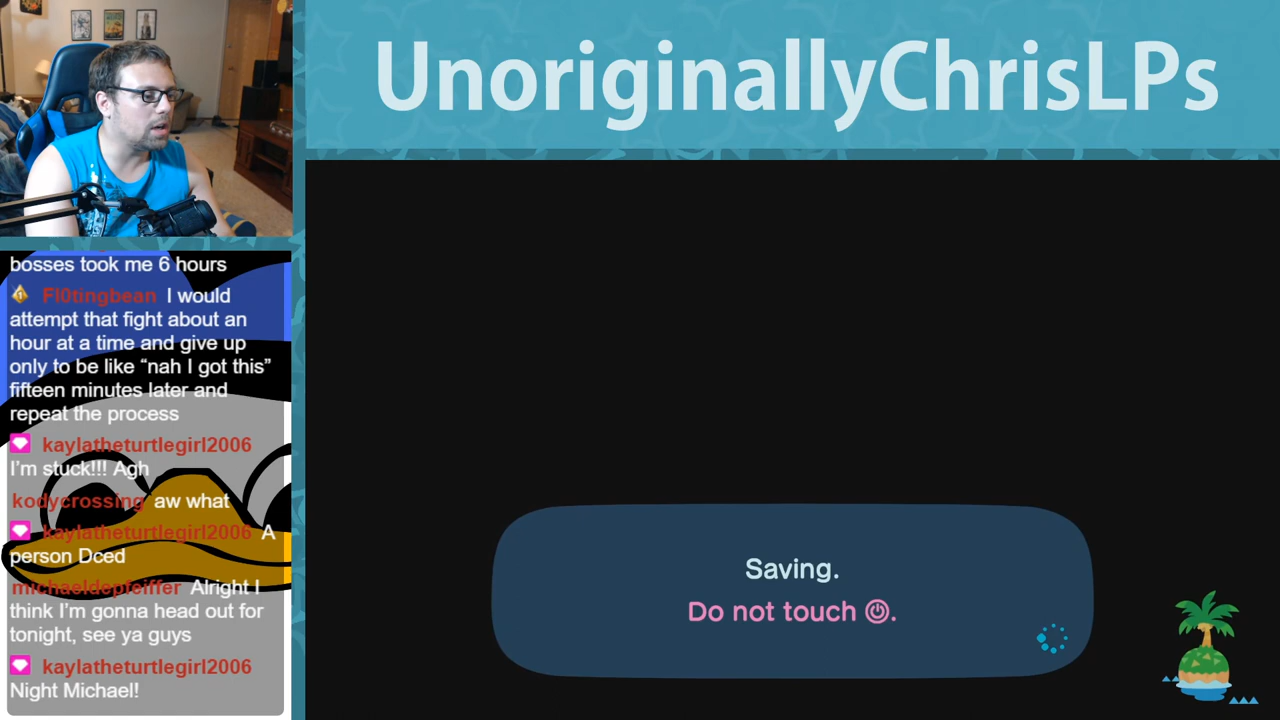 UnoriginallyChrisLPs
bosses took me 6 hours
Fl0tingbean I would
attempt that fight about an
hour at a time and give up
only to be like “nah I got this”
fifteen minutes later and
repeat the process
kaylatheturtlegirl2006
I’m stuck!!! Agh
kodycrossing aw what
kaylatheturtlegirl2006 A
person Dced
michaeldepfeiffer Alright I
think I’m gonna head out for
tonight, see ya guys
kaylatheturtlegirl2006
Night Michael!
Saving.
Do not touch ⏻.